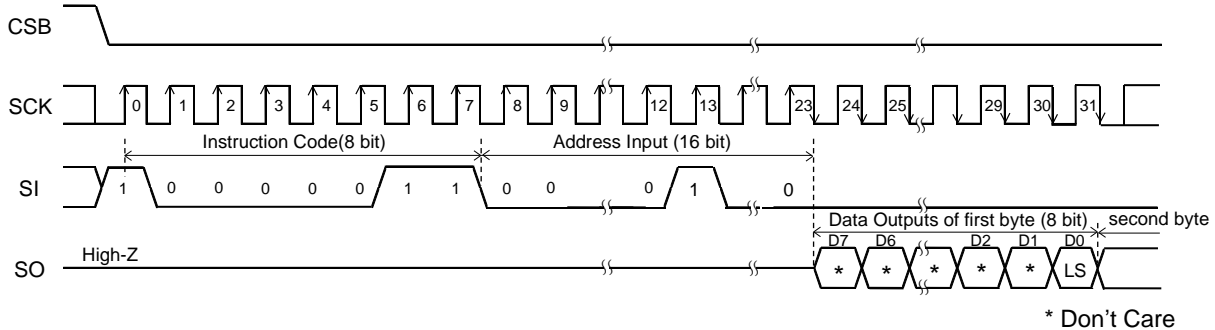 CSB
SCK 0 1 2 3 4 5 6 7 8 9 12 13 23 24 25 29 30 31
Instruction Code(8 bit) Address Input (16 bit)
SI 1 0 0 0 0 0 1 1 0 0 0 1 0
Data Outputs of first byte (8 bit) second byte
High-Z D7 D6 D2 D1 D0
SO * * * * * LS
* Don't Care